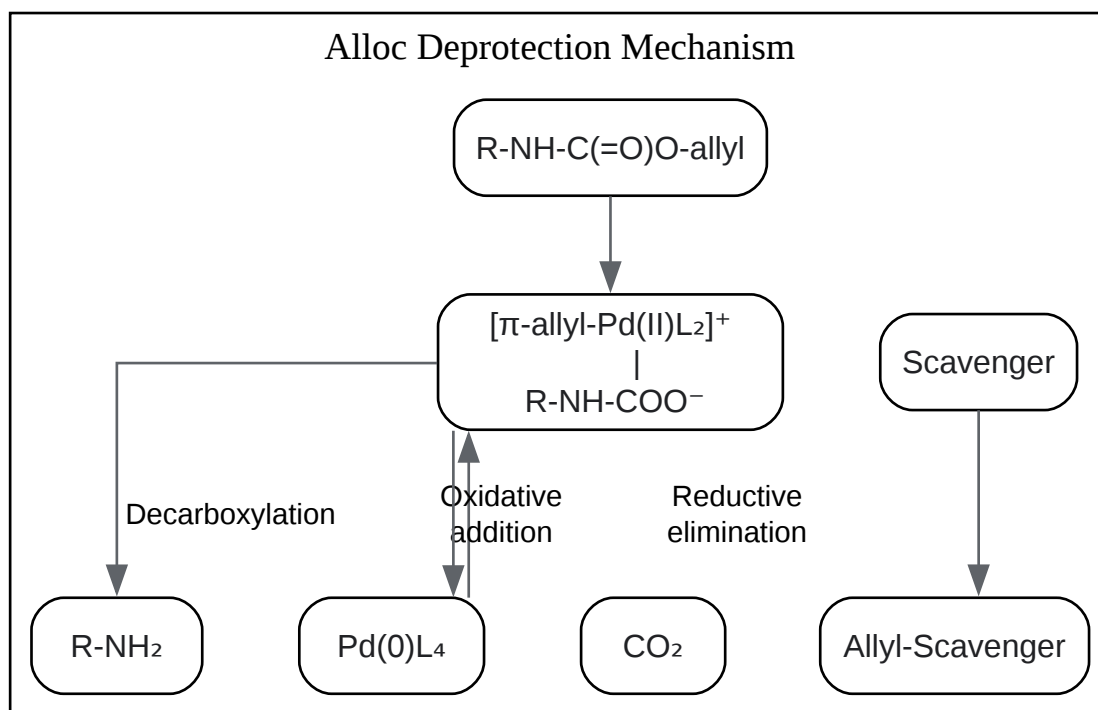 Alloc Deprotection Mechanism
R-NH-C(=O)O-allyl
[π-allyl-Pd(II)L₂]⁺
|
R-NH-COO⁻
Scavenger
Decarboxylation
Oxidative
addition
Reductive
elimination
R-NH₂
Pd(0)L₄
CO₂
Allyl-Scavenger